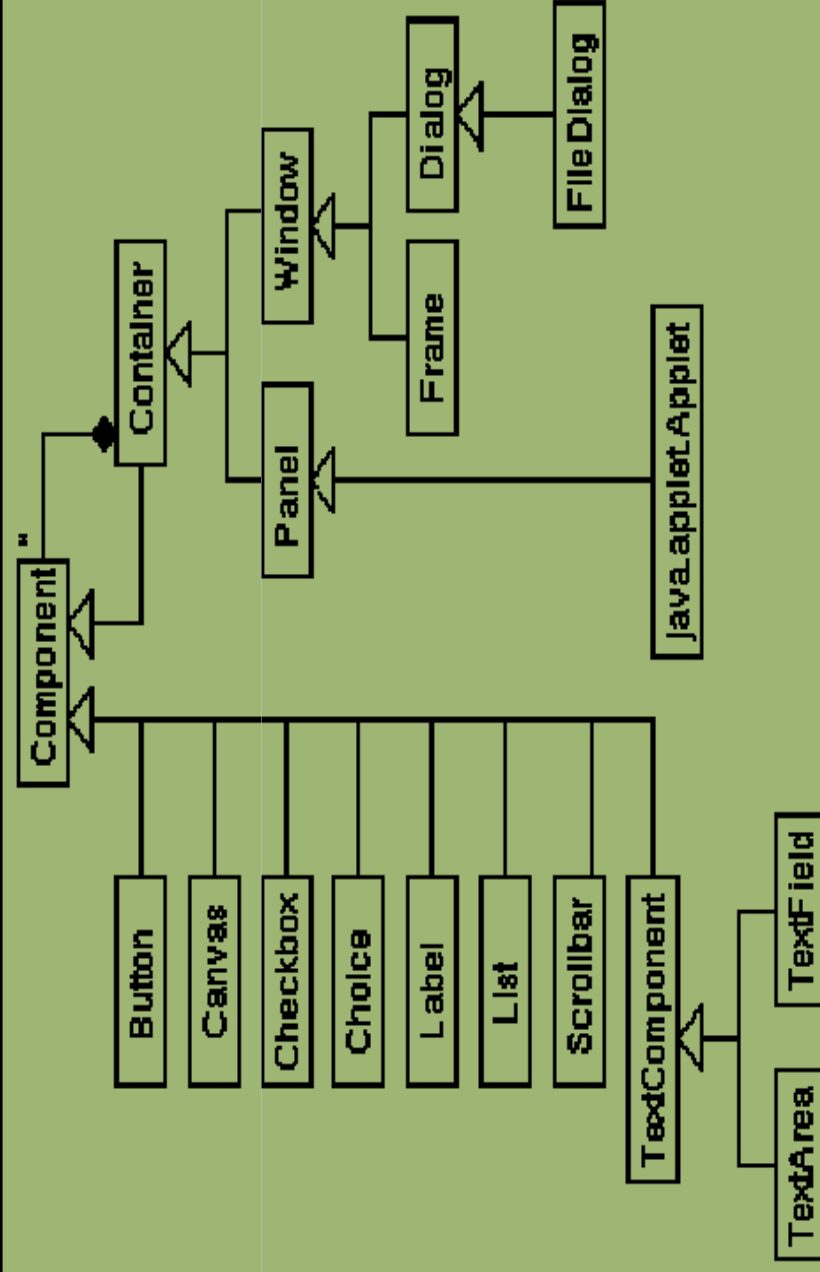 Component
*
Container
Button
Canvas
Checkbox
Choice
Label
List
Scrollbar
TextComponent
TextArea
TextField
Panel
Window
Frame
Dialog
FileDialog
java.applet.Applet